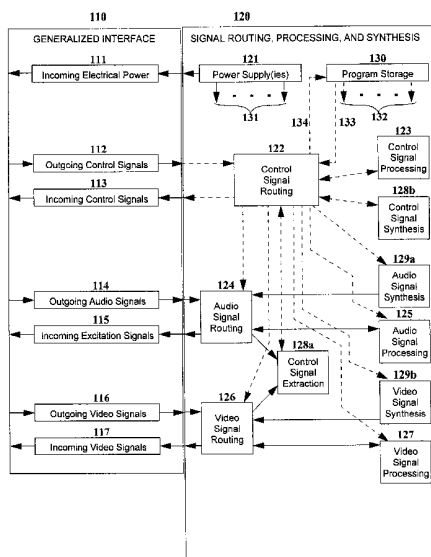 110
120
GENERALIZED INTERFACE
SIGNAL ROUTING, PROCESSING, AND SYNTHESIS
111
Incoming Electrical Power
121
Power Supply(ies)
131
130
Program Storage
132
134
133
112
Outgoing Control Signals
113
Incoming Control Signals
122
Control
Signal
Routing
123
Control
Signal
Processing
128b
Control
Signal
Synthesis
129a
Audio
Signal
Synthesis
114
Outgoing Audio Signals
115
Incoming Excitation Signals
124
Audio
Signal
Routing
125
Audio
Signal
Processing
128a
Control
Signal
Extraction
129b
Video
Signal
Synthesis
116
Outgoing Video Signals
117
Incoming Video Signals
126
Video
Signal
Routing
127
Video
Signal
Processing